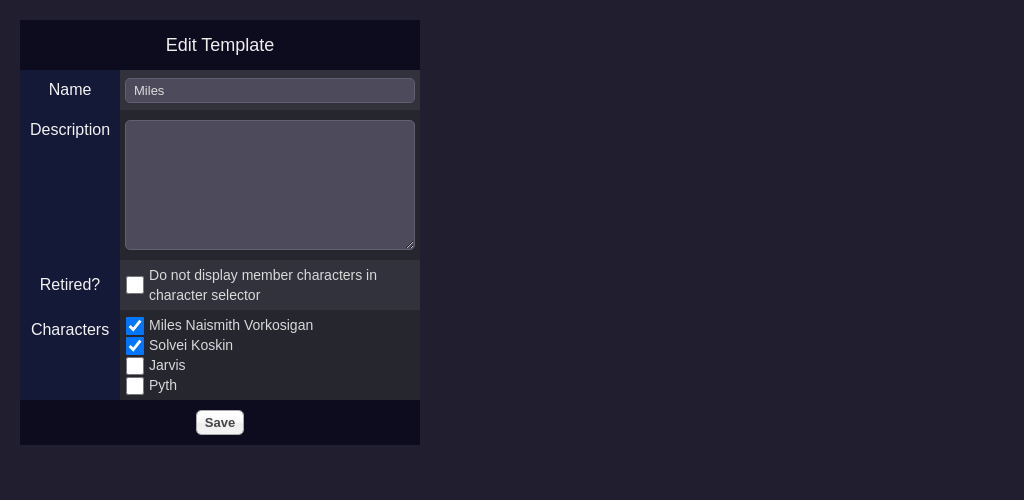 Edit Template
Name
Miles
Description
Retired?
Do not display member characters in
character selector
Characters
Miles Naismith Vorkosigan
Solvei Koskin
Jarvis
Pyth
Save